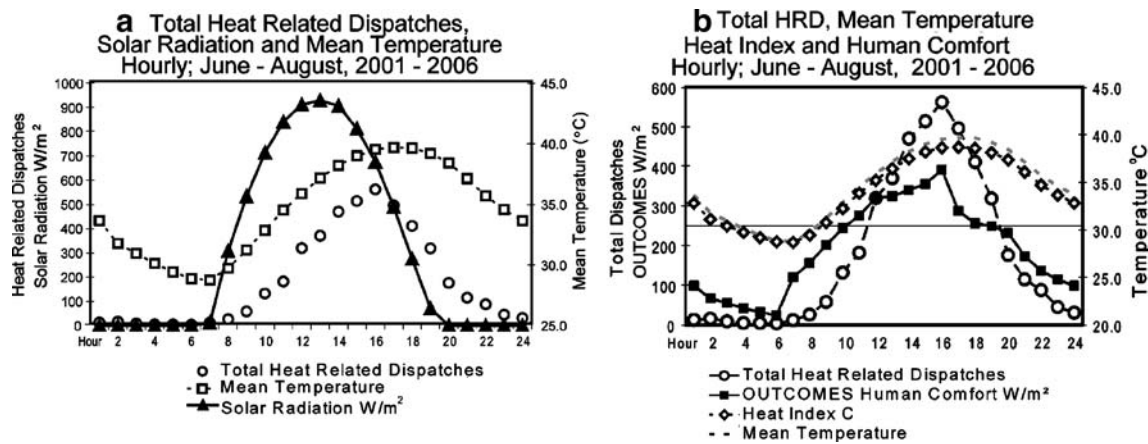 a Total Heat Related Dispatches,
Solar Radiation and Mean Temperature
Hourly; June - August, 2001 - 2006
Heat Related Dispatches
Solar Radiation W/m²
1000
900
800
700
600
500
400
300
200
100
0
45.0
40.0
35.0
30.0
25.0
Mean Temperature (°C)
Hour 2 4 6 8 10 12 14 16 18 20 22 24
Total Heat Related Dispatches
Mean Temperature
Solar Radiation W/m²
b Total HRD, Mean Temperature
Heat Index and Human Comfort
Hourly; June - August, 2001 - 2006
Total Dispatches
OUTCOMES W/m²
600
500
400
300
200
100
0
45.0
40.0
35.0
30.0
25.0
20.0
Temperature °C
Hour 2 4 6 8 10 12 14 16 18 20 22 24
Total Heat Related Dispatches
OUTCOMES Human Comfort W/m²
Heat Index C
Mean Temperature